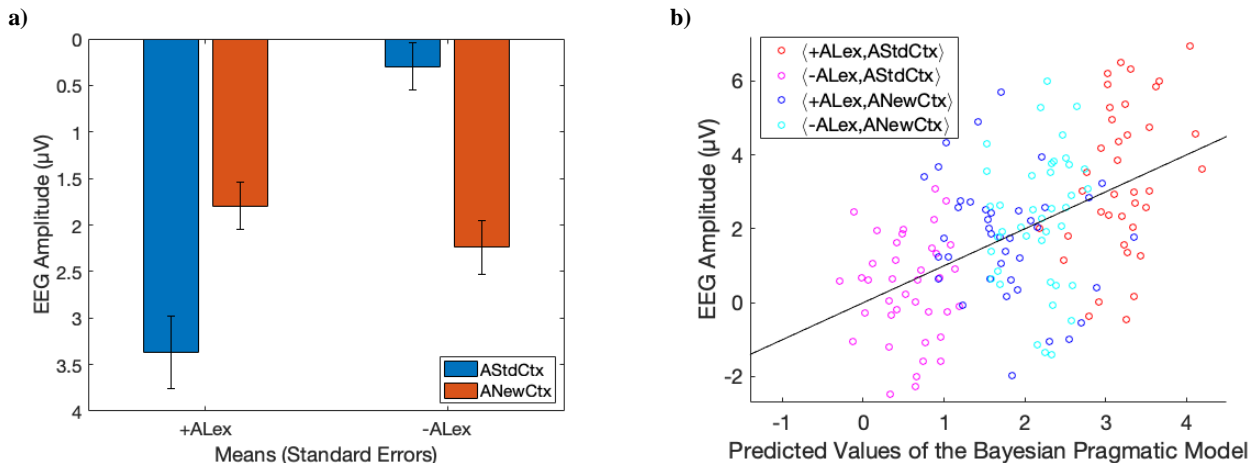 a)
0
0.5
1
1.5
2
2.5
3
3.5
4
EEG Amplitude (µV)
+ALex
-ALex
Means (Standard Errors)
AStdCtx
ANewCtx
b)
⟨+ALex,AStdCtx⟩
⟨-ALex,AStdCtx⟩
⟨+ALex,ANewCtx⟩
⟨-ALex,ANewCtx⟩
6
4
2
0
-2
EEG Amplitude (µV)
-1 0 1 2 3 4
Predicted Values of the Bayesian Pragmatic Model